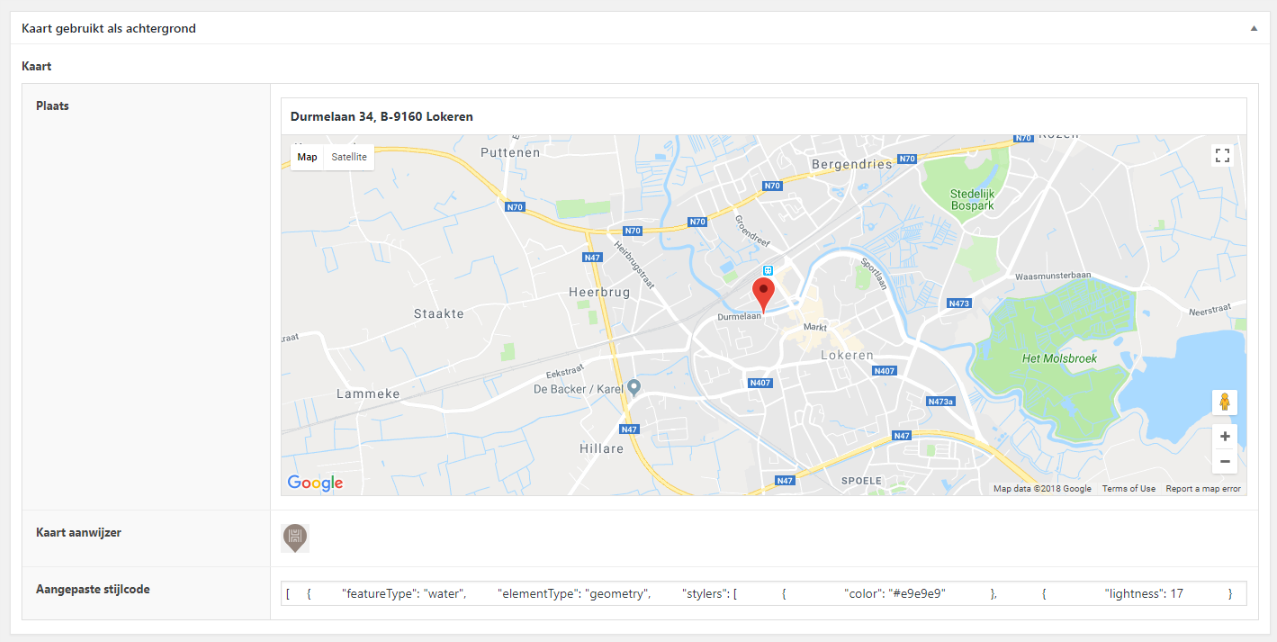 Kaart gebruikt als achtergrond
Kaart
Plaats
Durmelaan 34, B-9160 Lokeren
Map Satellite
Puttenen
Bergendries
N70
N70
N70
N70
N70
N70
Stedelijk
Bospark
Groendreef
Heirbrugstraat
N47
Sportlaan
Waasmunsterbaan
Heerbrug
N473
Neerstraat
Staakte
Durmelaan
Markt
Lokeren
Het Molsbroek
Eekstraat
N407
N407
De Backer / Karel
Lammeke
N473a
N47
N47
Hillare
N47
SPOELE
Google
Map data ©2018 Google Terms of Use Report a map error
Kaart aanwijzer
Aangepaste stijlcode
[ { "featureType": "water", "elementType": "geometry", "stylers": [ { "color": "#e9e9e9" }, { "lightness": 17 }